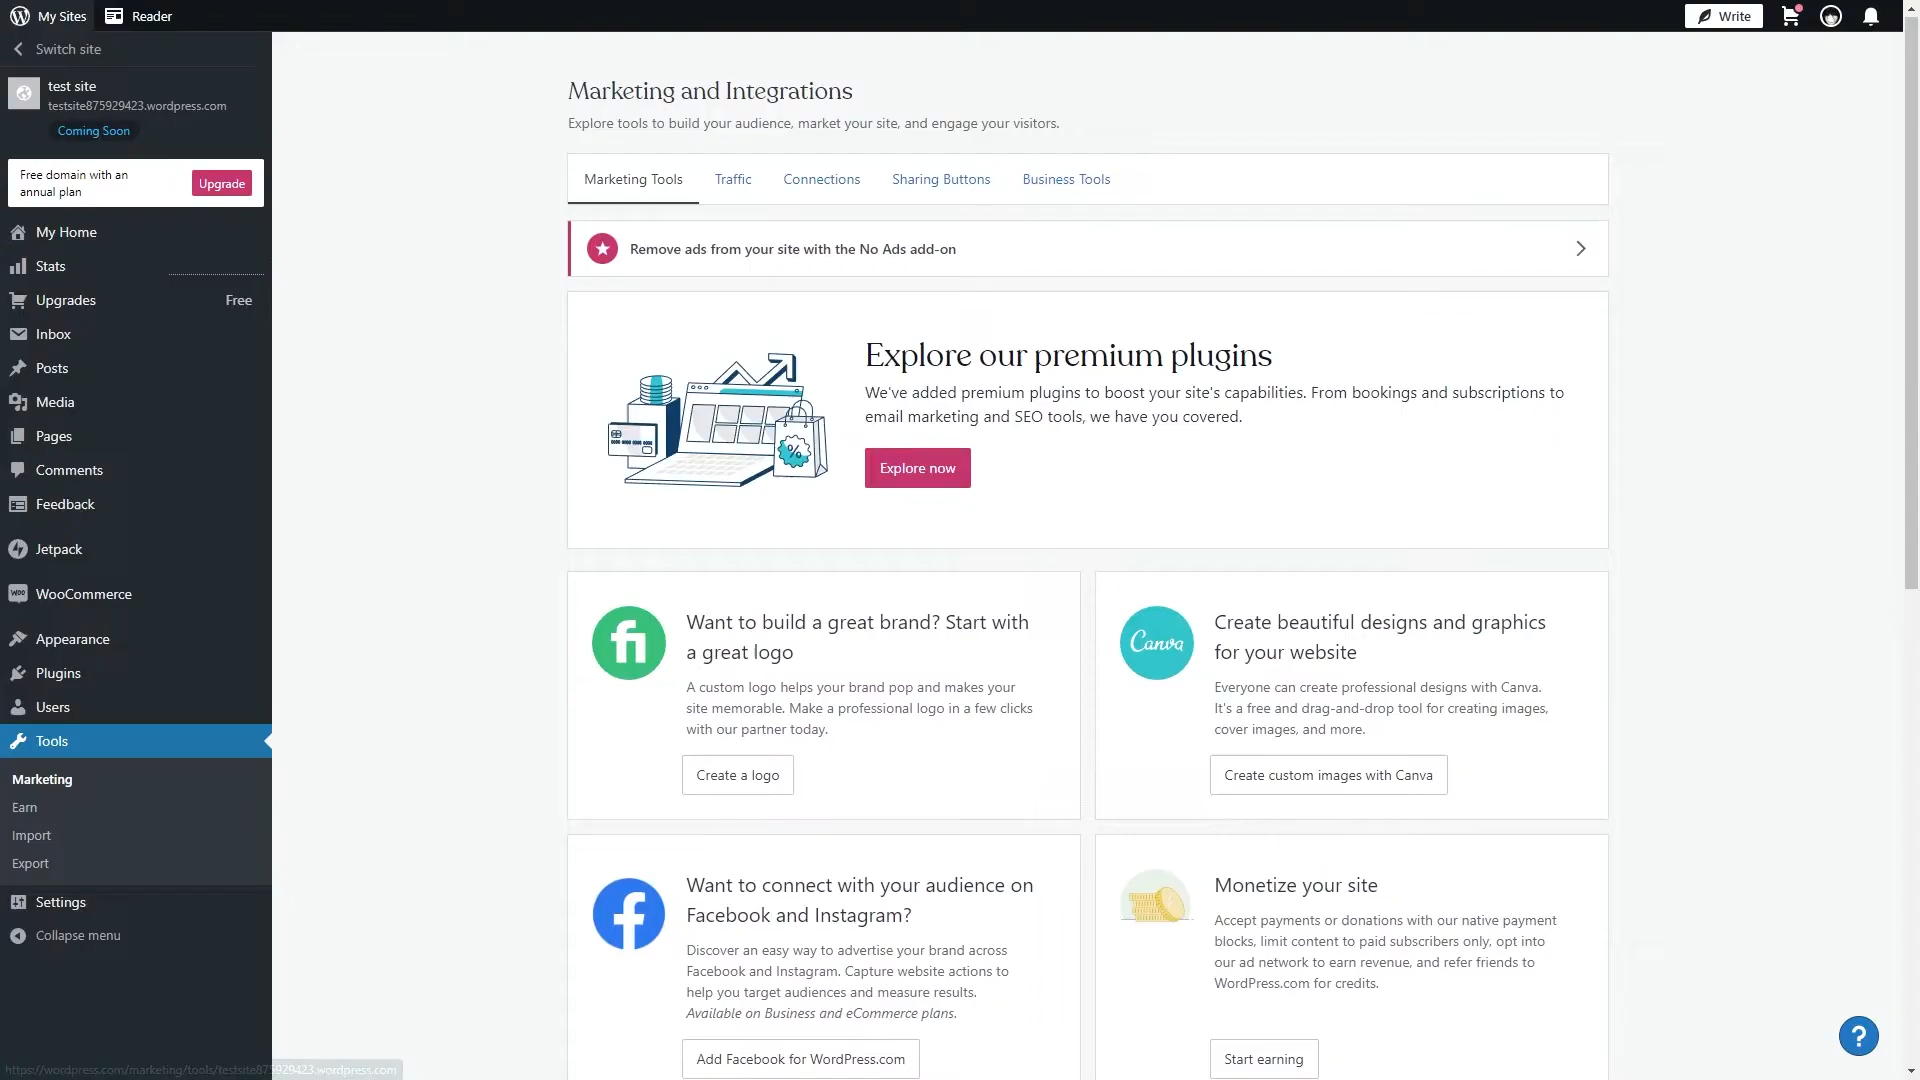 My Sites
Reader
Write
Switch site
test site
testsite875929423.wordpress.com
Coming Soon
Free domain with an
annual plan
Upgrade
My Home
Stats
Upgrades
Free
Inbox
Posts
Media
Pages
Comments
Feedback
Jetpack
WOO
WooCommerce
Appearance
Plugins
Users
Tools
Marketing
Earn
Import
Export
Settings
Collapse menu
https://wordpress.com/marketing/tools/testsite875929423.wordpress.com
Marketing and Integrations
Explore tools to build your audience, market your site, and engage your visitors.
Marketing Tools
Traffic
Connections
Sharing Buttons
Business Tools
Remove ads from your site with the No Ads add-on
Explore our premium plugins
We've added premium plugins to boost your site's capabilities. From bookings and subscriptions to
email marketing and SEO tools, we have you covered.
Explore now
%
fi
Want to build a great brand? Start with
a great logo
A custom logo helps your brand pop and makes your
site memorable. Make a professional logo in a few clicks
with our partner today.
Create a logo
Canva
Create beautiful designs and graphics
for your website
Everyone can create professional designs with Canva.
It's a free and drag-and-drop tool for creating images,
cover images, and more.
Create custom images with Canva
f
Want to connect with your audience on
Facebook and Instagram?
Discover an easy way to advertise your brand across
Facebook and Instagram. Capture website actions to
help you target audiences and measure results.
Available on Business and eCommerce plans.
Add Facebook for WordPress.com
Monetize your site
Accept payments or donations with our native payment
blocks, limit content to paid subscribers only, opt into
our ad network to earn revenue, and refer friends to
WordPress.com for credits.
Start earning
?